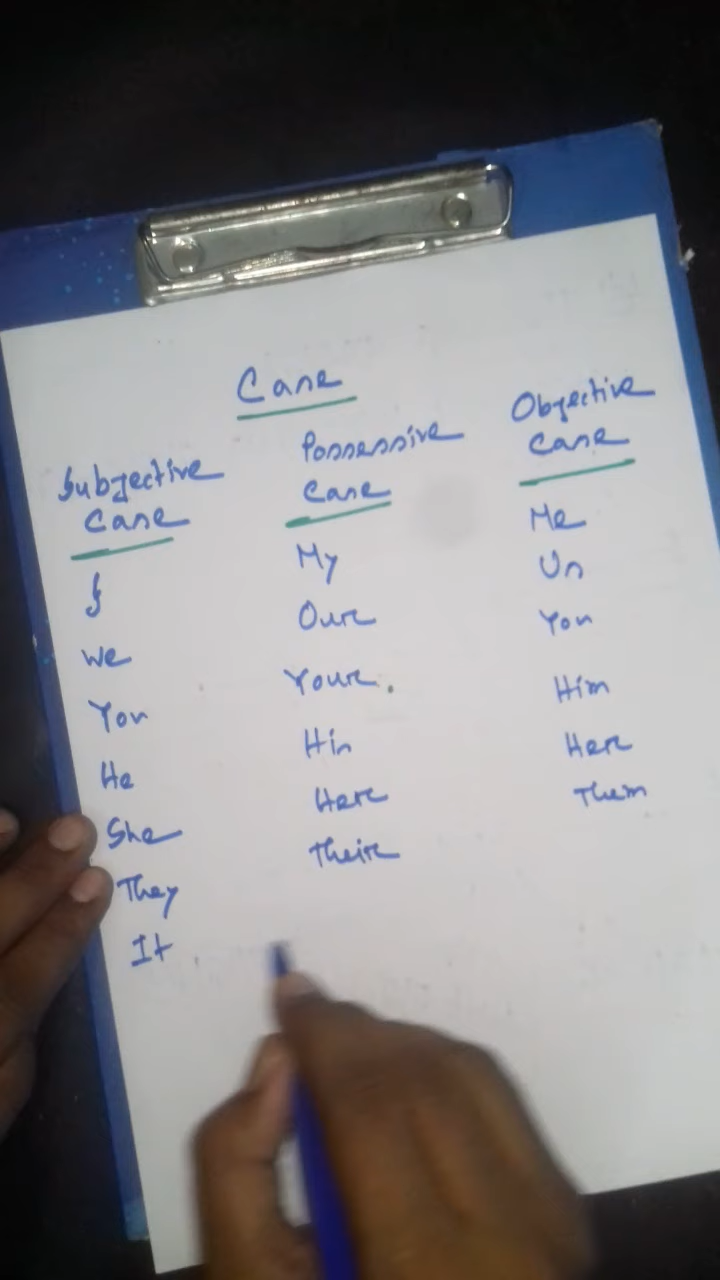 Case
Subjective Case Possessive Case Objective Case
I My Me
We Our Us
You Your. You
He His Him
She Her Her
They Their Them
It